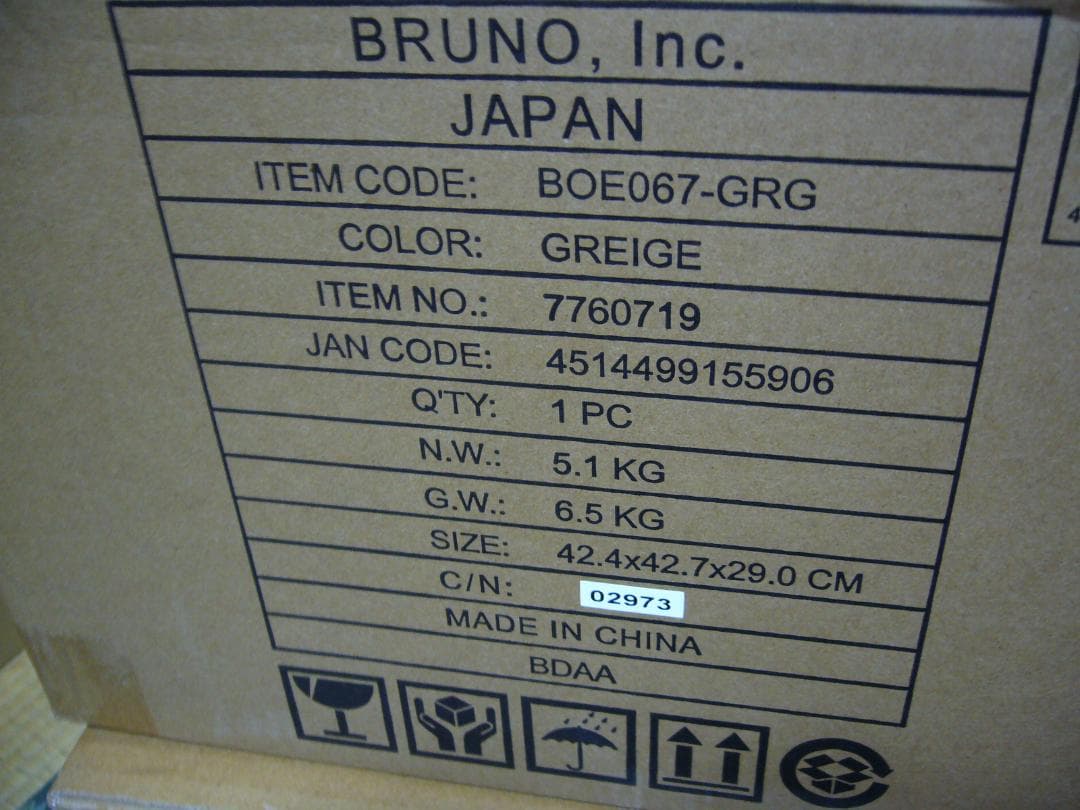 BRUNO, Inc.
JAPAN
ITEM CODE: BOE067-GRG
COLOR: GREIGE
ITEM NO.: 7760719
JAN CODE: 4514499155906
Q'TY: 1 PC
N.W.: 5.1 KG
G.W.: 6.5 KG
SIZE: 42.4x42.7x29.0 CM
C/N: 02973
MADE IN CHINA
BDAA
4